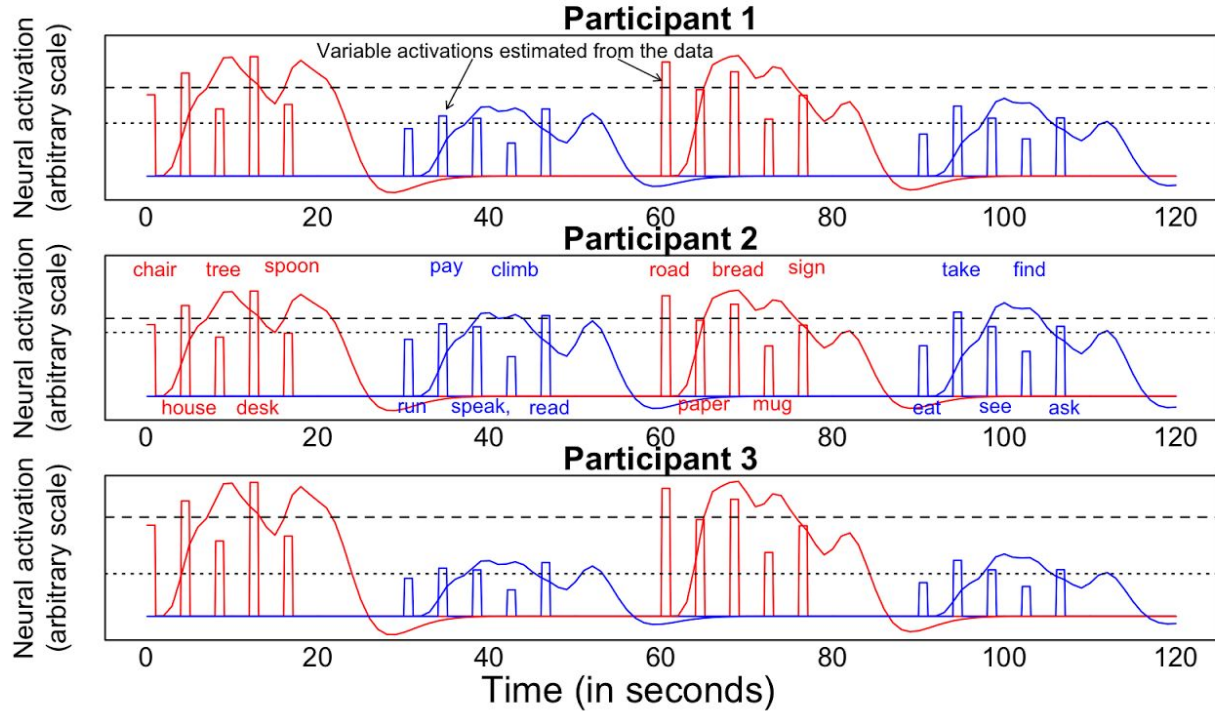 Participant 1
Variable activations estimated from the data
Neural activation
(arbitrary scale)
0 20 40 60 80 100 120
Participant 2
chair tree spoon pay climb road bread sign take find
Neural activation
(arbitrary scale)
house desk run speak, read paper mug eat see ask
0 20 40 60 80 100 120
Participant 3
Neural activation
(arbitrary scale)
0 20 40 60 80 100 120
Time (in seconds)